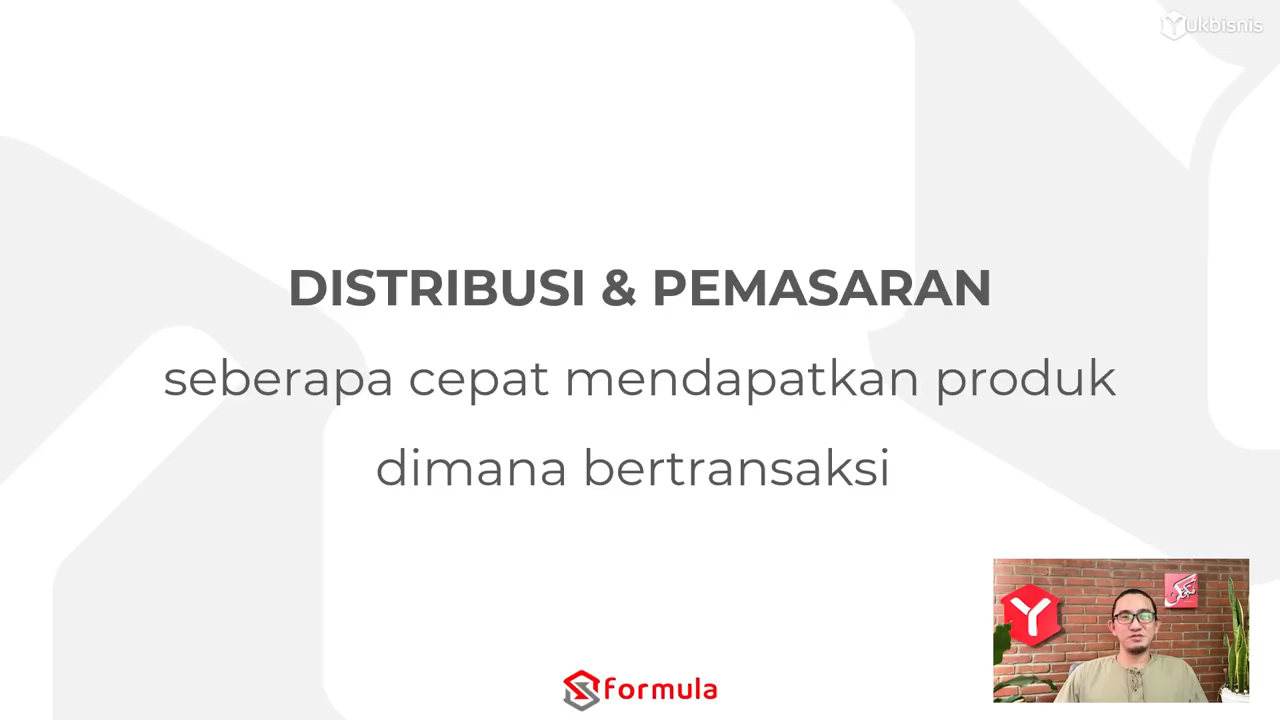 Yukbisnis
DISTRIBUSI & PEMASARAN
seberapa cepat mendapatkan produk
dimana bertransaksi
formula
Y